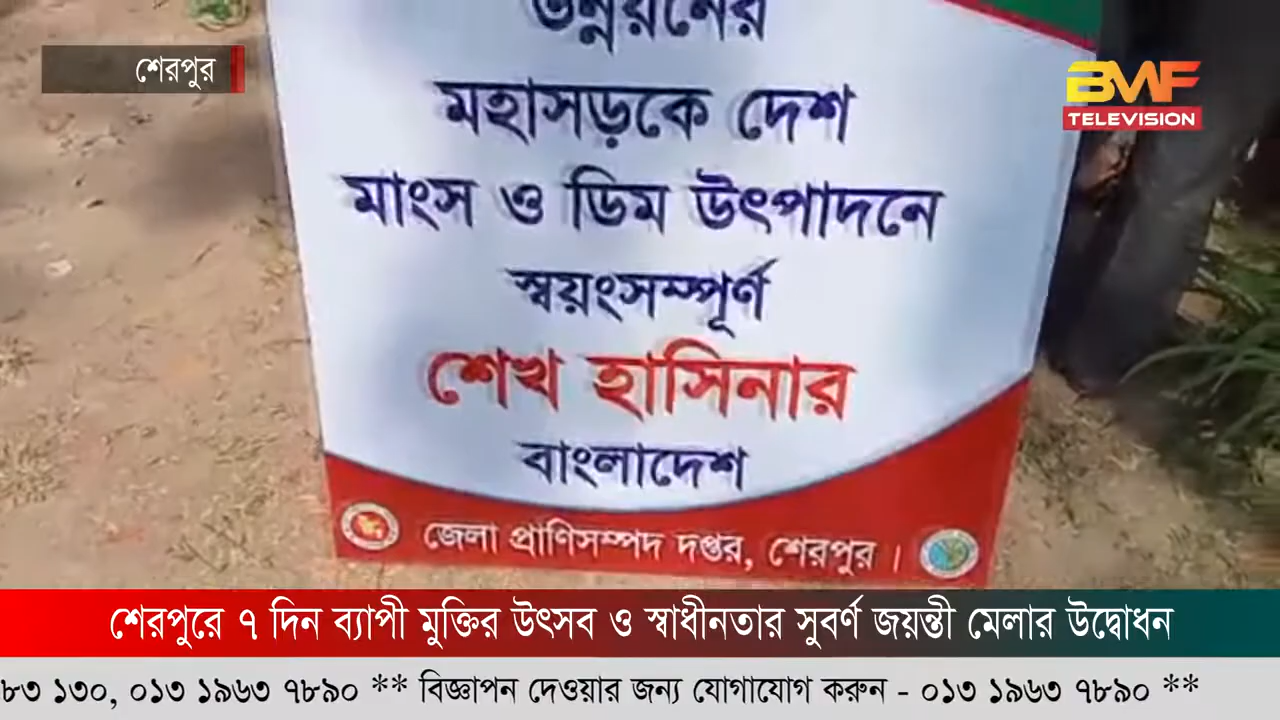 উন্নয়নের
শেরপুর
BMF
TELEVISION
মহাসড়কে দেশ
মাংস ও ডিম উৎপাদনে
স্বয়ংসম্পূর্ণ
শেখ হাসিনার
বাংলাদেশ
জেলা প্রাণিসম্পদ দপ্তর, শেরপুর ।
শেরপুরে ৭ দিন ব্যাপী মুক্তির উৎসব ও স্বাধীনতার সুবর্ণ জয়ন্তী মেলার উদ্বোধন
৮৩ ১৩০, ০১৩ ১৯৬৩ ৭৮৯০ ** বিজ্ঞাপন দেওয়ার জন্য যোগাযোগ করুন - ০১৩ ১৯৬৩ ৭৮৯০ **